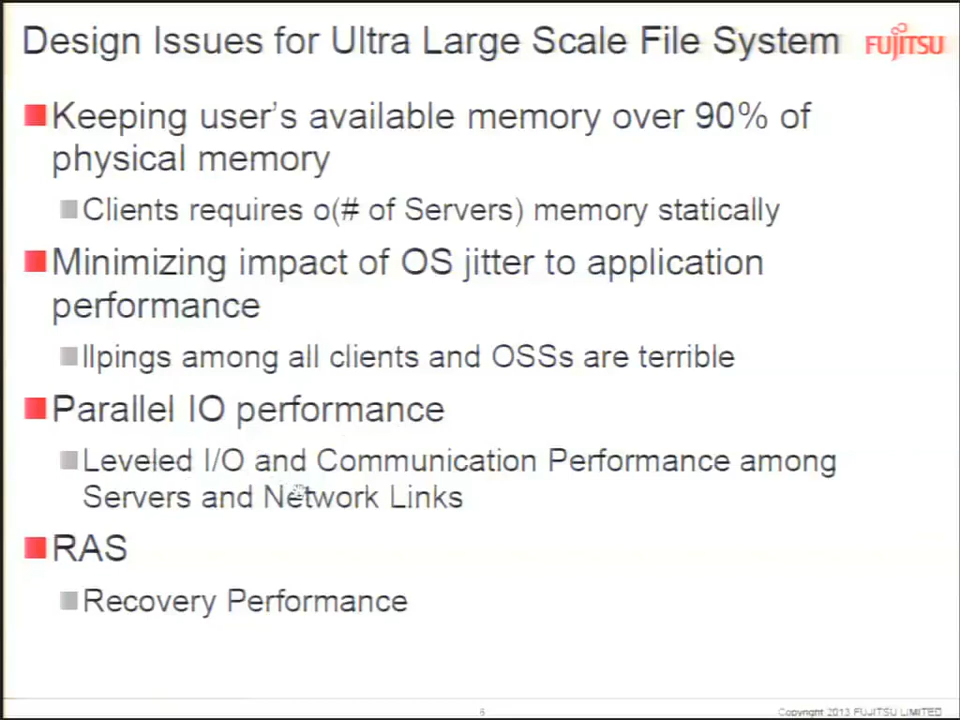 Design Issues for Ultra Large Scale File System
FUJITSU
Keeping user's available memory over 90% of
physical memory
Clients requires o(# of Servers) memory statically
Minimizing impact of OS jitter to application
performance
llpings among all clients and OSSs are terrible
Parallel IO performance
Leveled I/O and Communication Performance among
Servers and Network Links
RAS
Recovery Performance
6
Copyright 2013 FUJITSU LIMITED